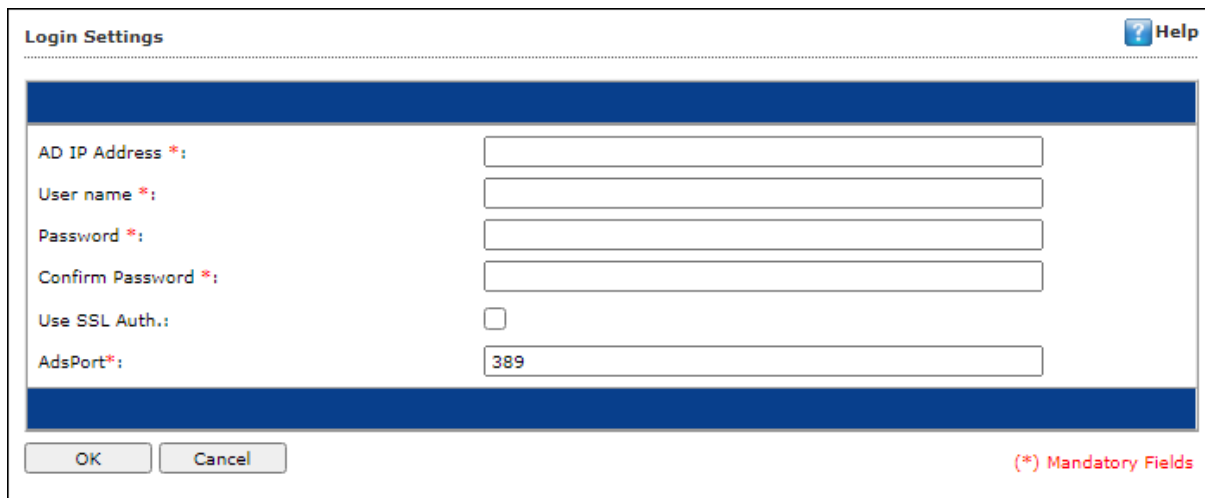 Login Settings
? Help
AD IP Address *:
User name *:
Password *:
Confirm Password *:
Use SSL Auth.:
AdsPort*: 389
OK Cancel
(*) Mandatory Fields